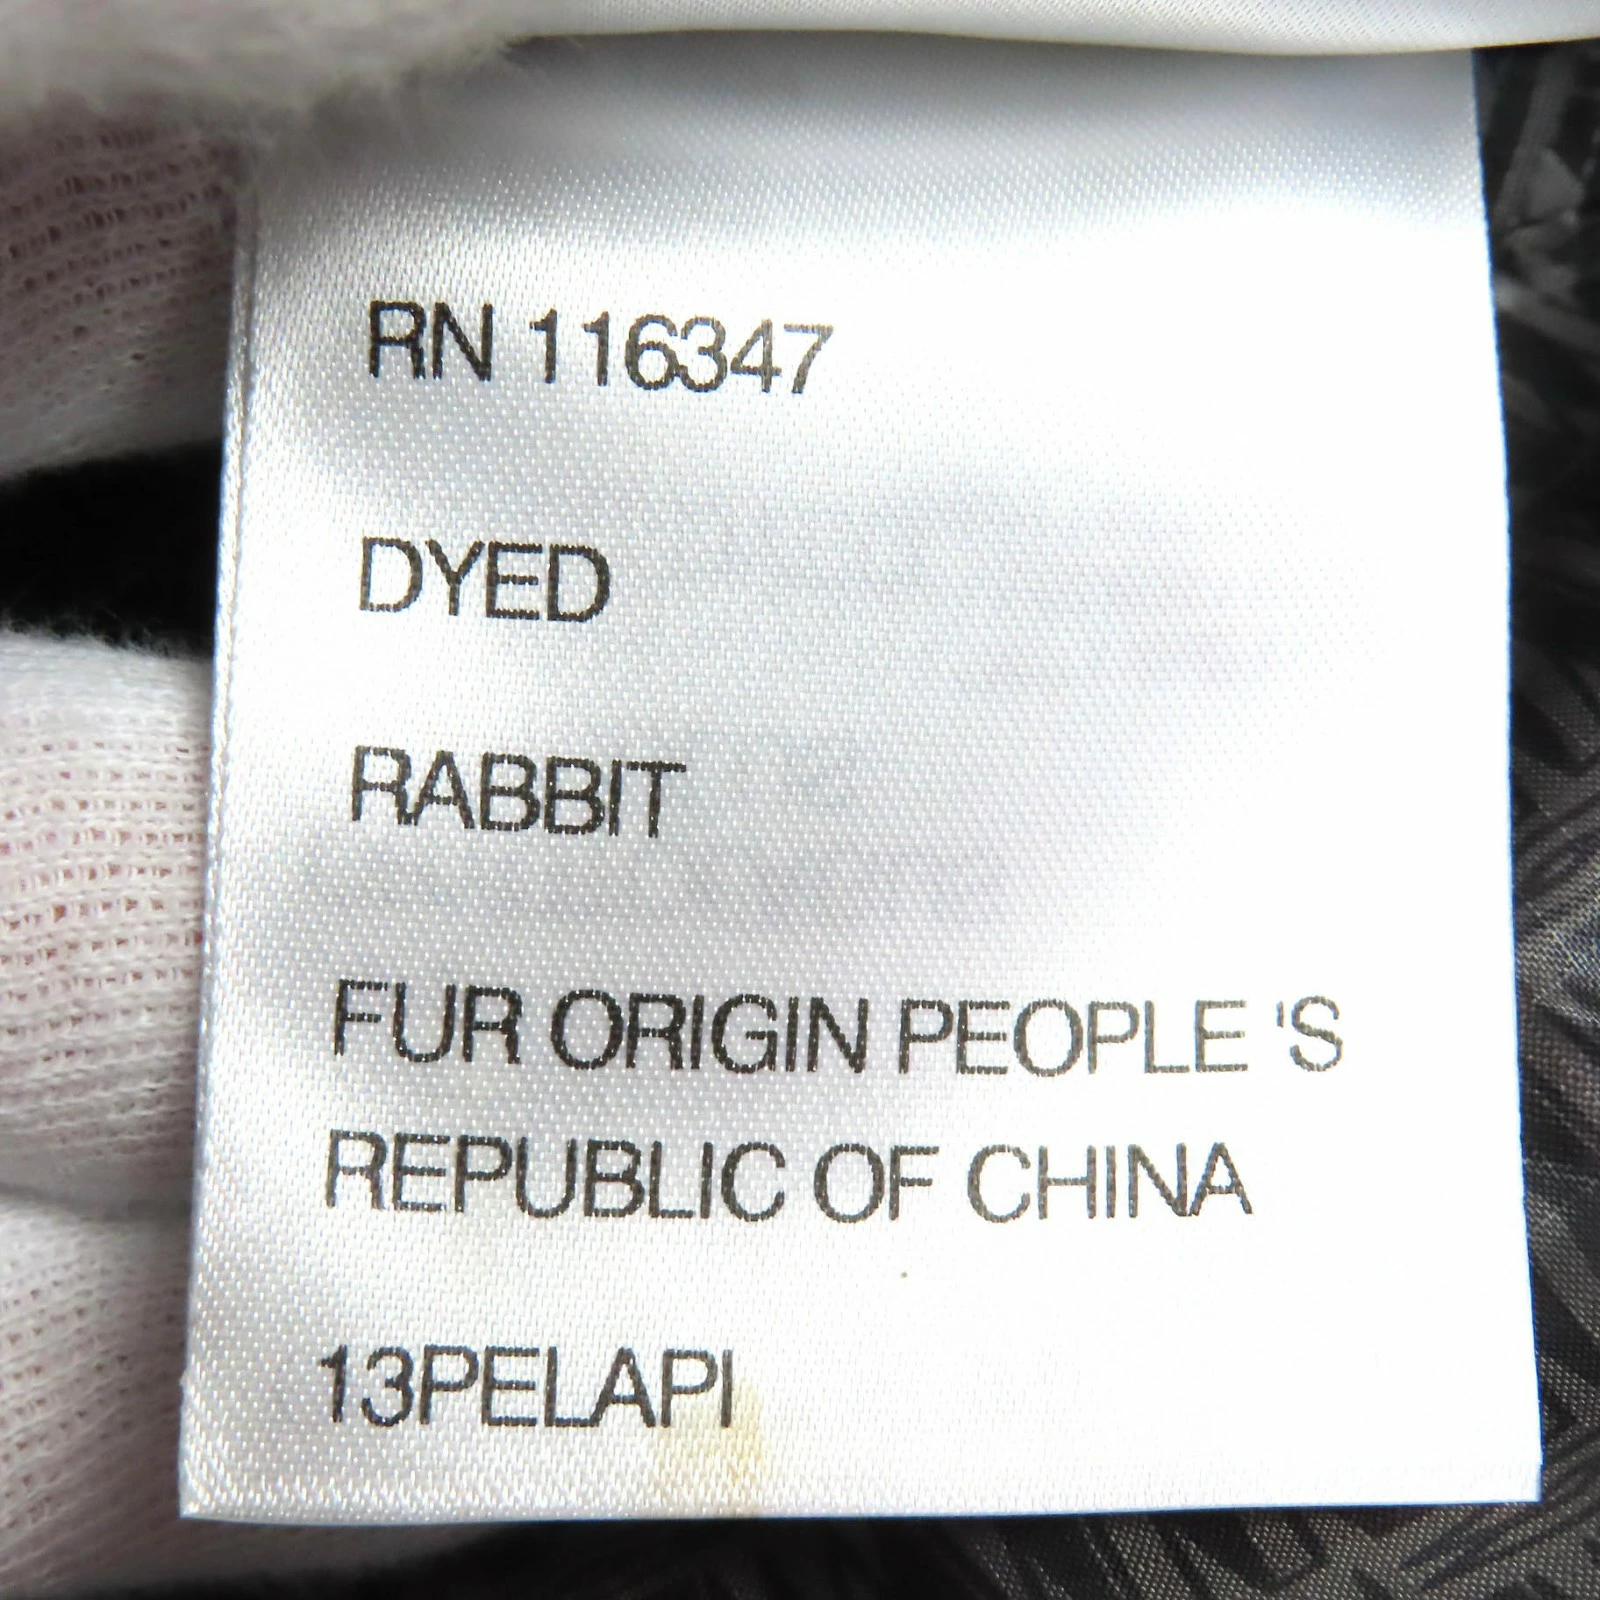 RN 116347
DYED
RABBIT
FUR ORIGIN PEOPLE 'S
REPUBLIC OF CHINA
13PELAPI